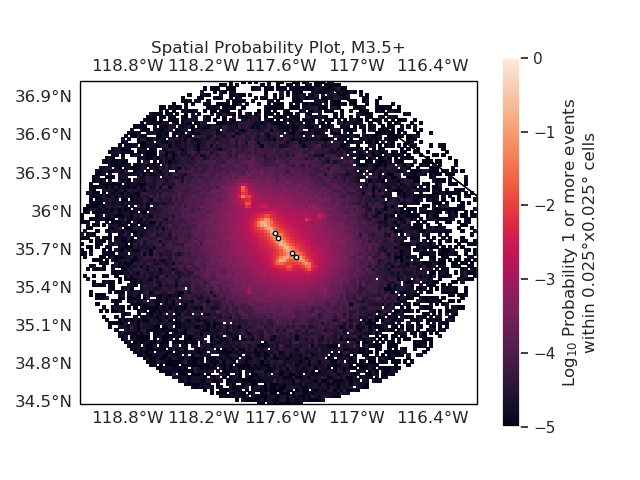 Spatial Probability Plot, M3.5+
118.8°W 118.2°W 117.6°W 117°W 116.4°W
36.9°N
36.6°N
36.3°N
36°N
35.7°N
35.4°N
35.1°N
34.8°N
34.5°N
118.8°W 118.2°W 117.6°W 117°W 116.4°W
0
−1
−2
−3
−4
−5
Log₁₀ Probability 1 or more events
within 0.025°x0.025° cells